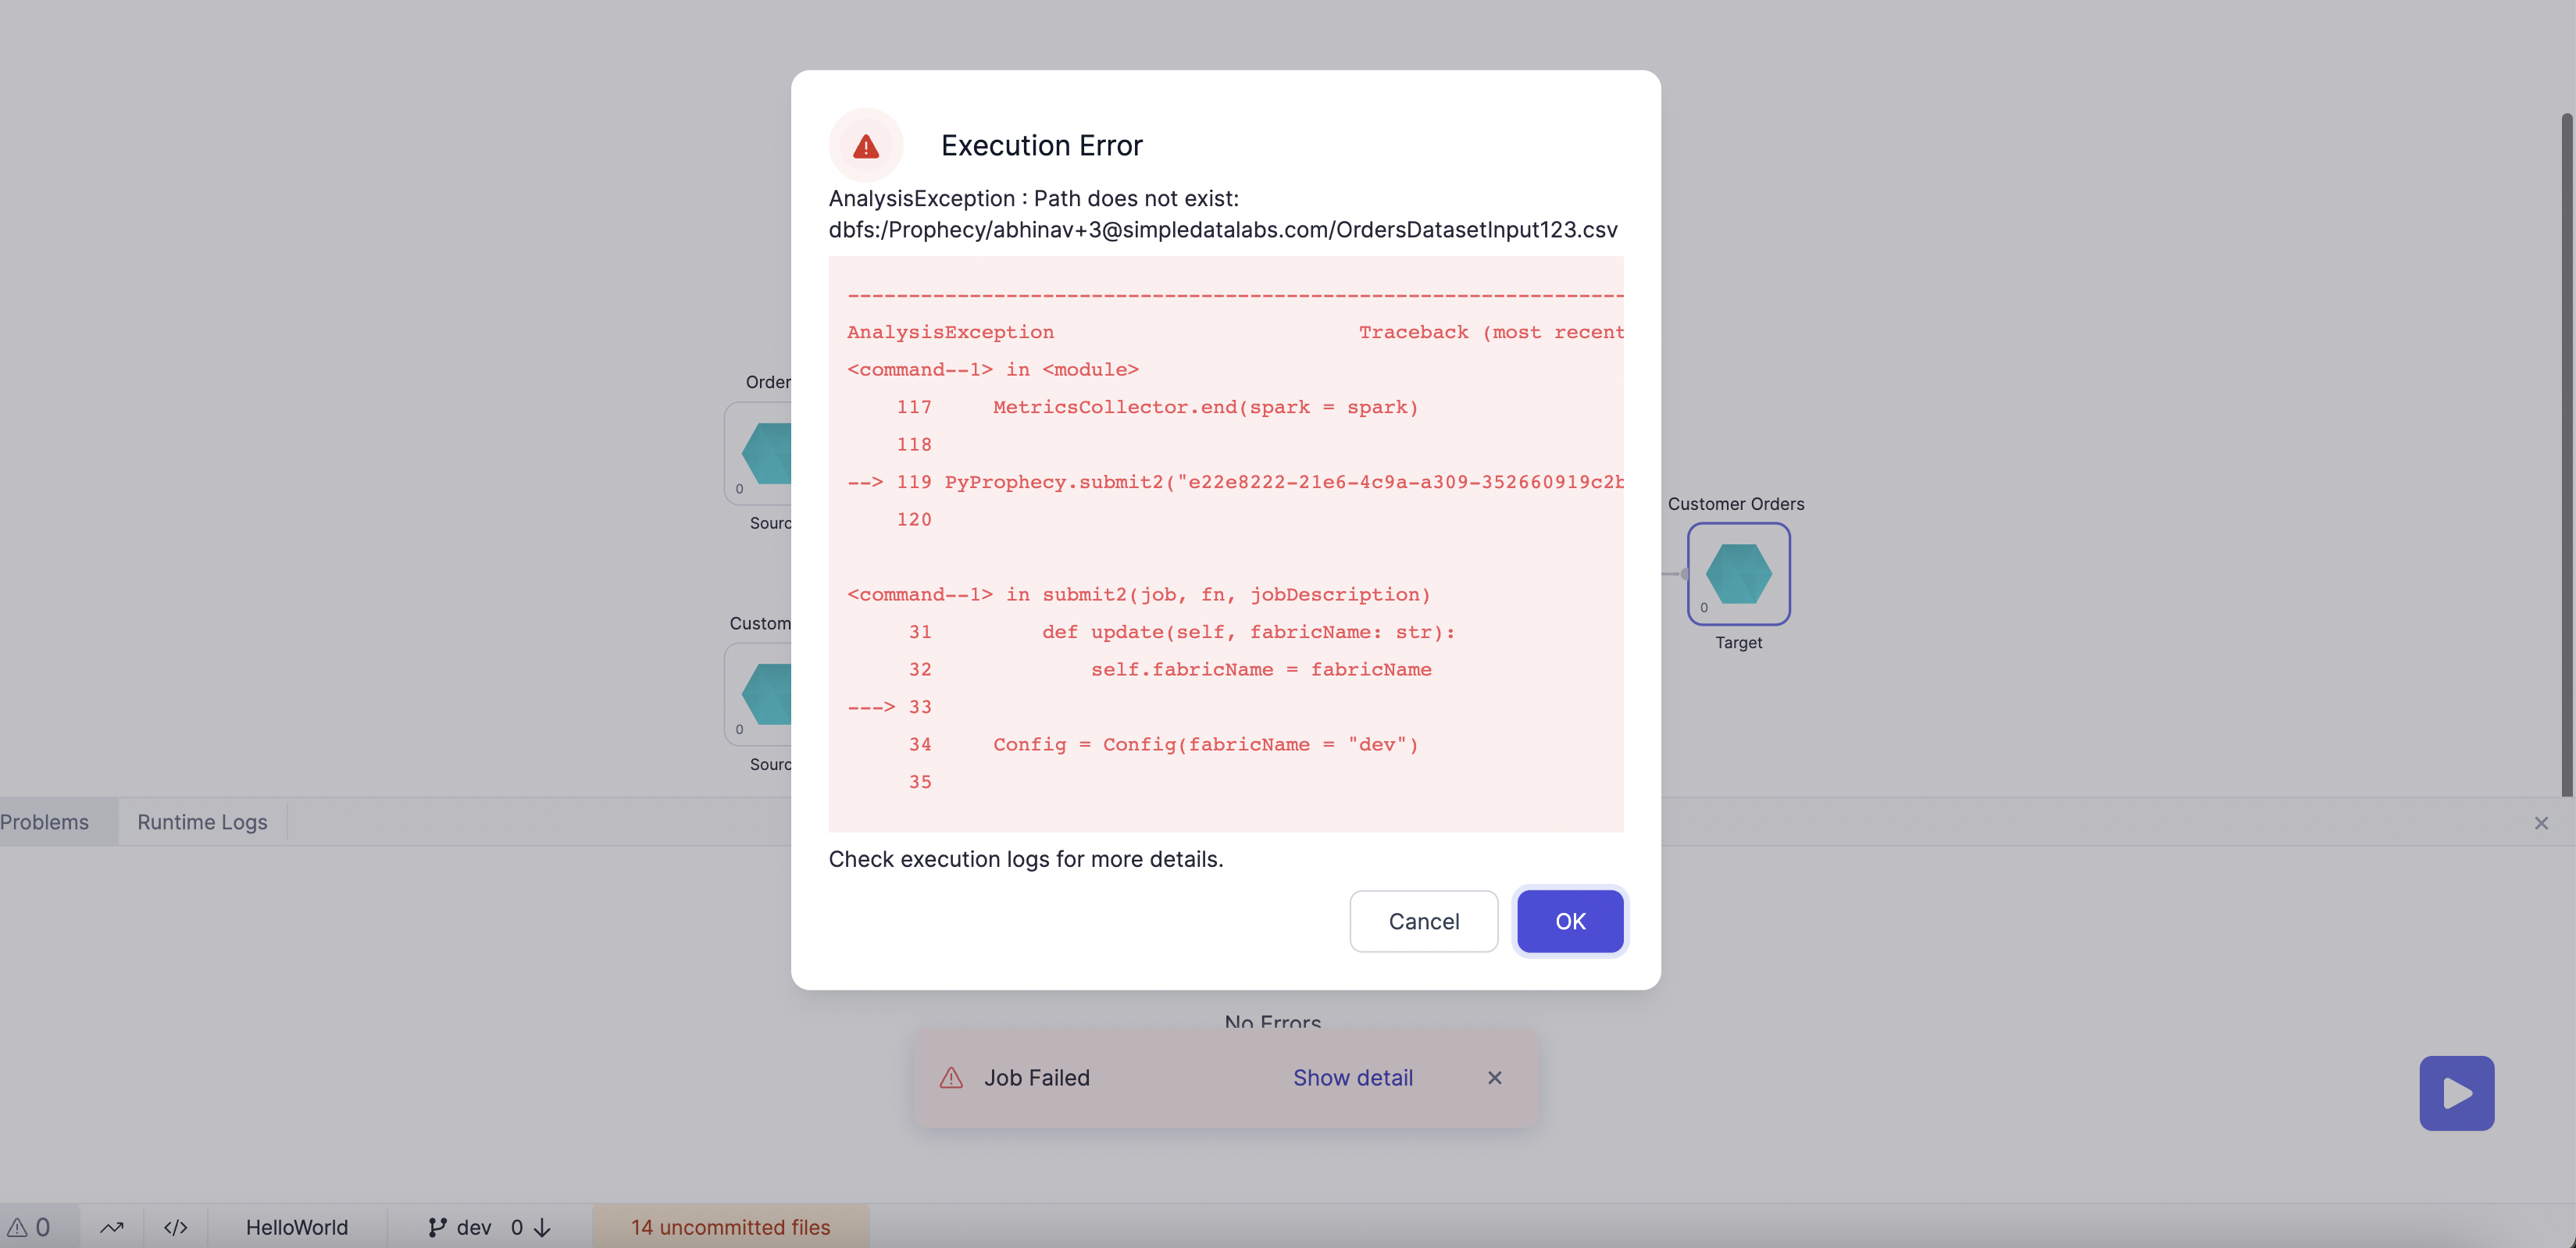 Execution Error
AnalysisException : Path does not exist:
dbfs:/Prophecy/abhinav+3@simpledatalabs.com/OrdersDatasetInput123.csv
--------------------------------------------------------------------
AnalysisException                         Traceback (most recent
<command--1> in <module>
    117     MetricsCollector.end(spark = spark)
    118
--> 119 PyProphecy.submit2("e22e8222-21e6-4c9a-a309-352660919c2b
    120
<command--1> in submit2(job, fn, jobDescription)
     31         def update(self, fabricName: str):
     32             self.fabricName = fabricName
---> 33
     34     Config = Config(fabricName = "dev")
     35
Check execution logs for more details.
Cancel
OK
Order
0
Sourc
Custom
0
Sourc
Customer Orders
0
Target
Problems
Runtime Logs
No Errors
Job Failed
Show detail
0
HelloWorld
dev 0
14 uncommitted files